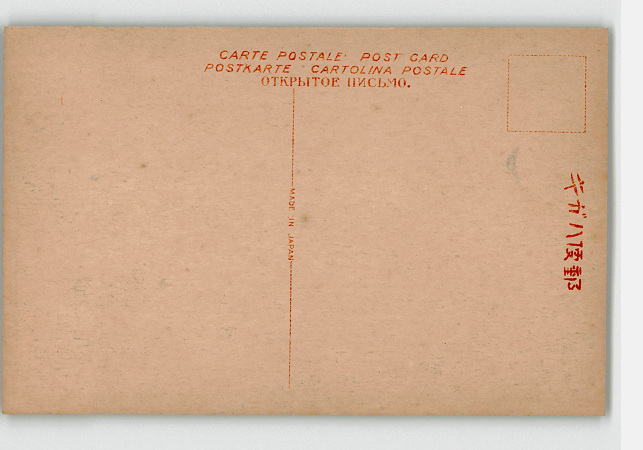 CARTE POSTALE POST CARD
POSTKARTE CARTOLINA POSTALE
ОТКРЫТОЕ ПИСЬМО.
MADE IN JAPAN
郵便ハガキ